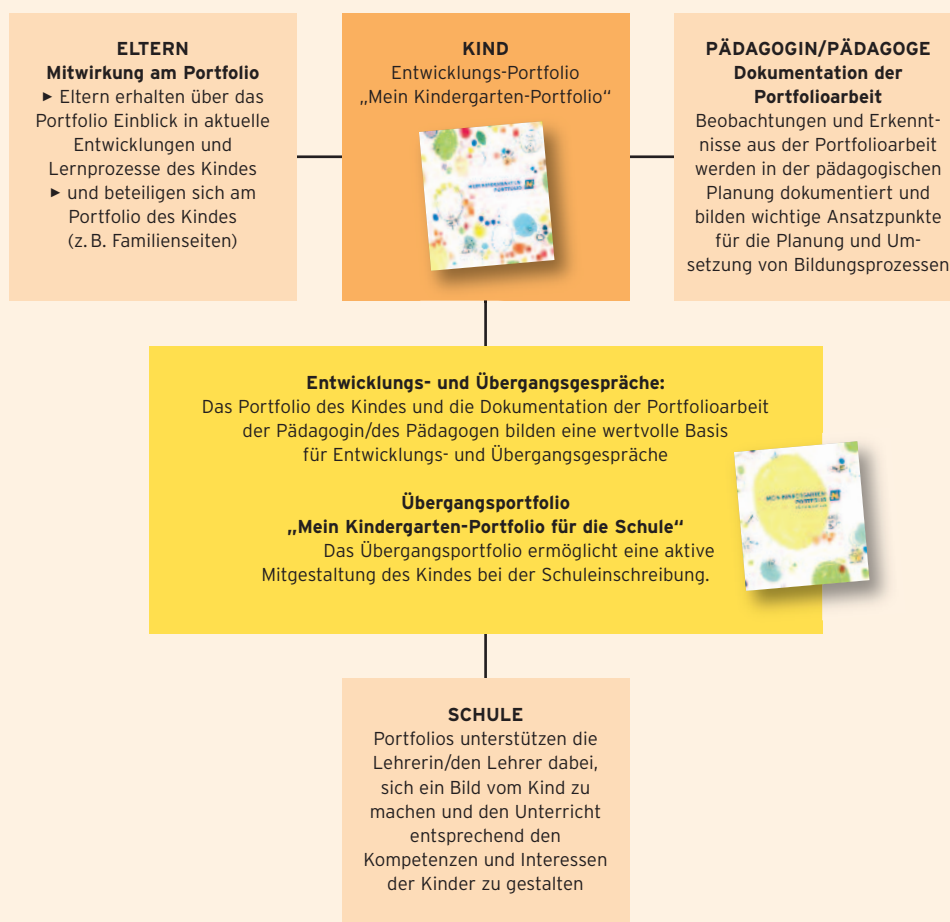 ELTERN
Mitwirkung am Portfolio
► Eltern erhalten über das
Portfolio Einblick in aktuelle
Entwicklungen und
Lernprozesse des Kindes
► und beteiligen sich am
Portfolio des Kindes
(z. B. Familienseiten)
KIND
Entwicklungs-Portfolio
„Mein Kindergarten-Portfolio“
MEIN KINDERGARTEN
PORTFOLIO
PÄDAGOGIN/PÄDAGOGE
Dokumentation der
Portfolioarbeit
Beobachtungen und Erkennt-
nisse aus der Portfolioarbeit
werden in der pädagogischen
Planung dokumentiert und
bilden wichtige Ansatzpunkte
für die Planung und Um-
setzung von Bildungsprozessen
Entwicklungs- und Übergangsgespräche:
Das Portfolio des Kindes und die Dokumentation der Portfolioarbeit
der Pädagogin/des Pädagogen bilden eine wertvolle Basis
für Entwicklungs- und Übergangsgespräche
Übergangsportfolio
„Mein Kindergarten-Portfolio für die Schule“
Das Übergangsportfolio ermöglicht eine aktive
Mitgestaltung des Kindes bei der Schuleinschreibung.
MEIN KINDERGARTEN
PORTFOLIO
SCHULE
Portfolios unterstützen die
Lehrerin/den Lehrer dabei,
sich ein Bild vom Kind zu
machen und den Unterricht
entsprechend den
Kompetenzen und Interessen
der Kinder zu gestalten